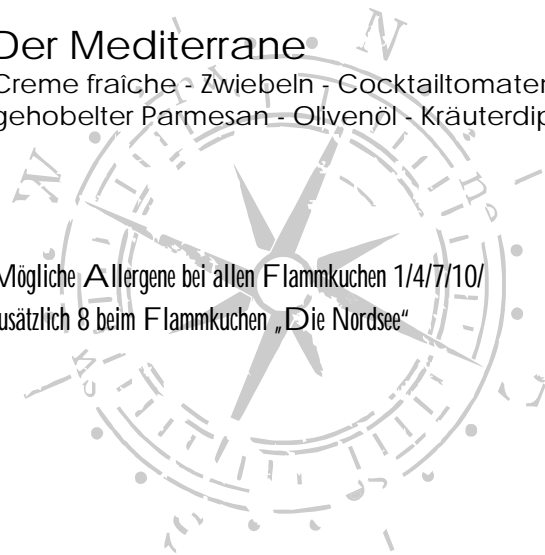 Der Mediterrane
Creme fraîche - Zwiebeln - Cocktailtomaten
gehobelter Parmesan - Olivenöl - Kräuterdip
Mögliche Allergene bei allen Flammkuchen 1/4/7/10/
usätzlich 8 beim Flammkuchen „Die Nordsee“